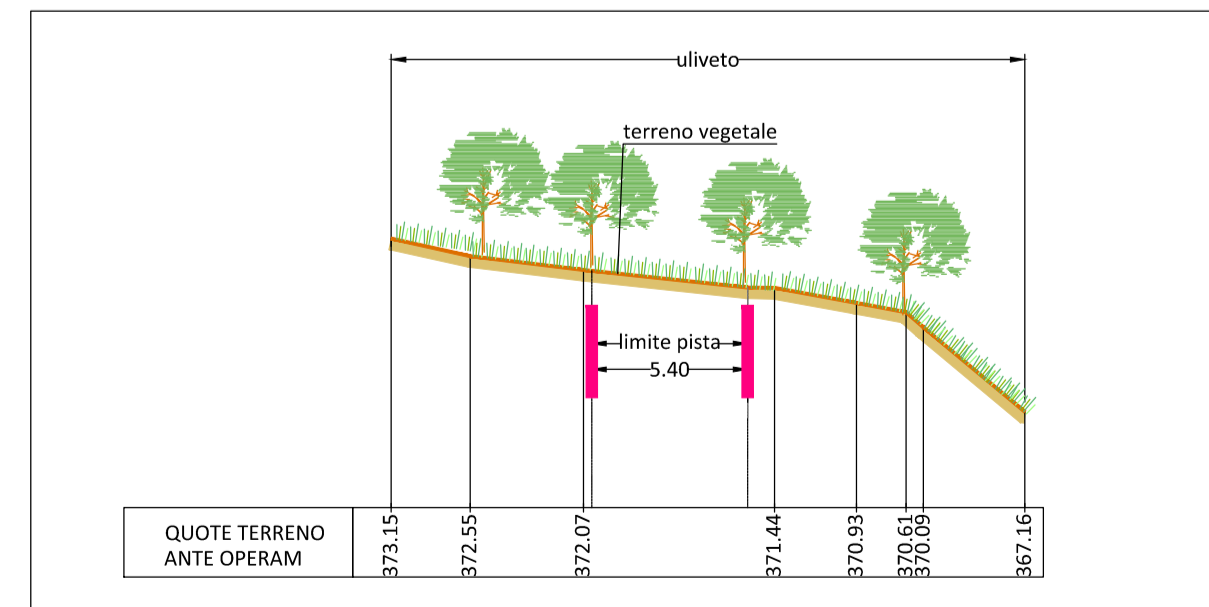 uliveto
terreno vegetale
limite pista
5.40
QUOTE TERRENO
ANTE OPERAM
373.15
372.55
372.07
371.44
370.93
370.61
370.09
367.16